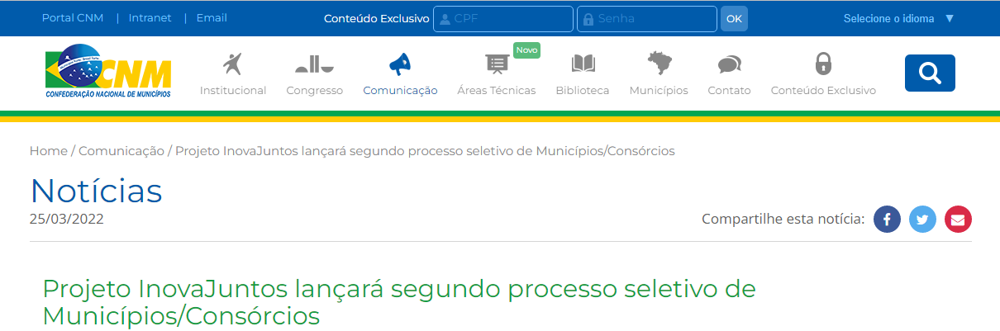 Portal CNM | Intranet | Email Conteúdo Exclusivo CPF Senha OK Selecione o idioma ▼
CNM
CONFEDERAÇÃO NACIONAL DE MUNICÍPIOS
Novo
Institucional Congresso Comunicação Áreas Técnicas Biblioteca Municípios Contato Conteúdo Exclusivo
Home / Comunicação / Projeto InovaJuntos lançará segundo processo seletivo de Municípios/Consórcios
Notícias
25/03/2022 Compartilhe esta notícia:
Projeto InovaJuntos lançará segundo processo seletivo de
Municípios/Consórcios